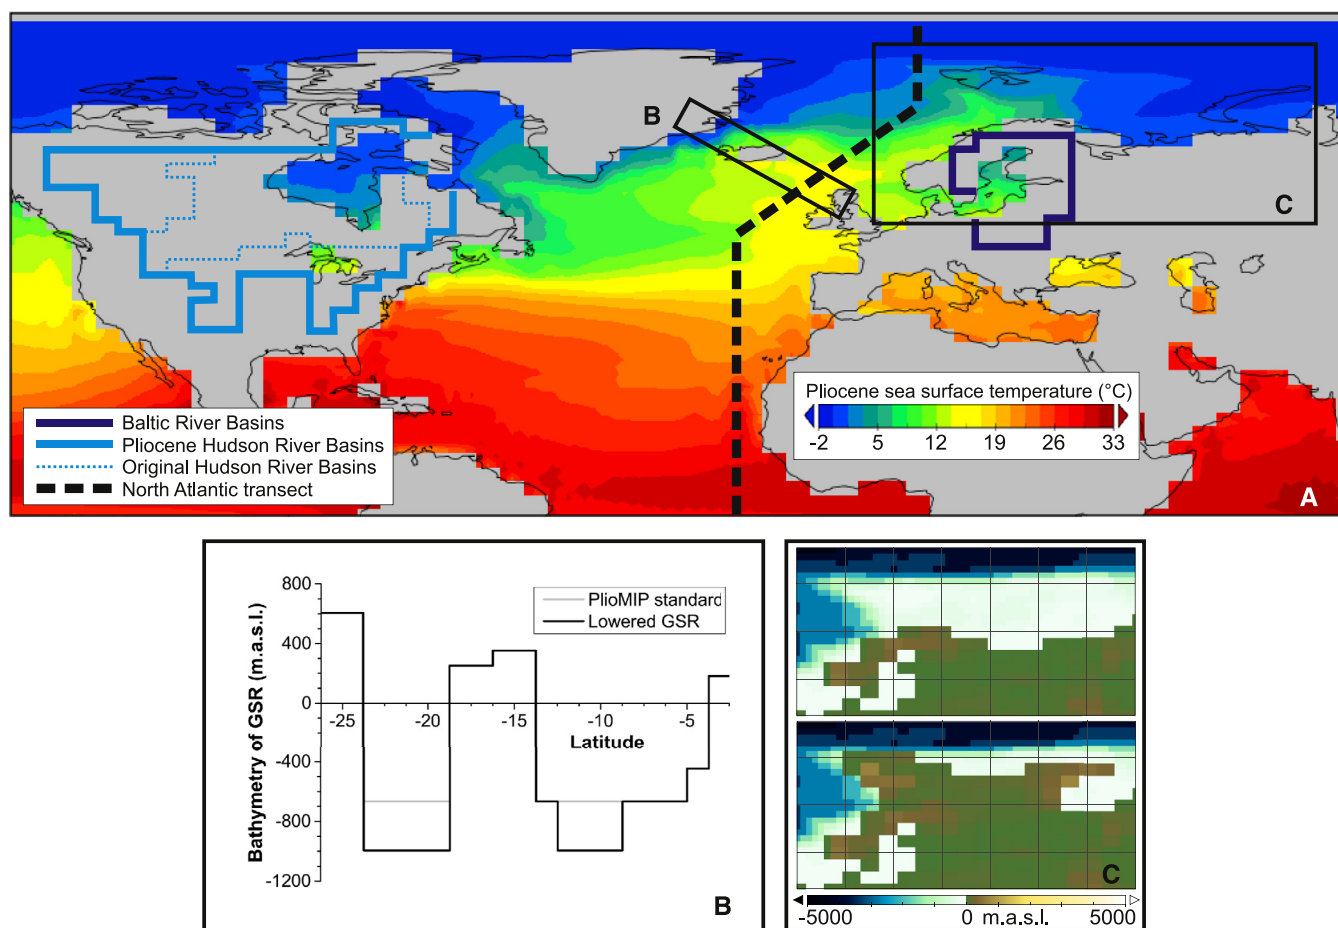 B
C
Pliocene sea surface temperature (°C)
-2 5 12 19 26 33
Baltic River Basins
Pliocene Hudson River Basins
Original Hudson River Basins
North Atlantic transect
A
800
400
0
-400
-600
-800
-1200
Bathymetry of GSR (m.a.s.l.)
PlioMIP standard
Lowered GSR
-25 -20 -15 -10 -5
Latitude
B
C
-5000 0 m.a.s.l. 5000